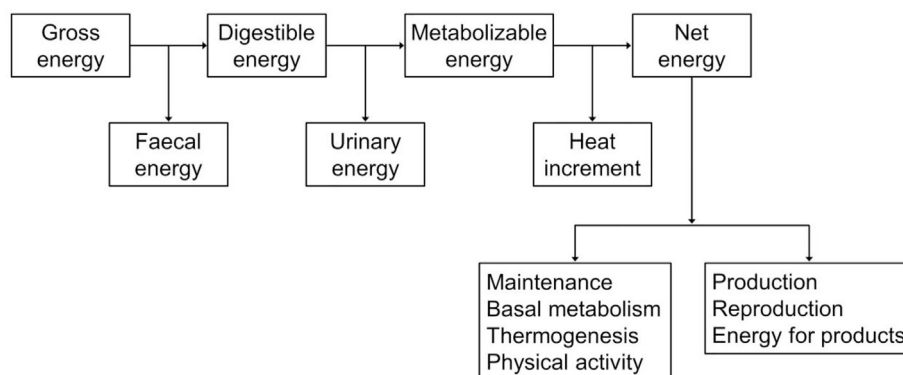 Gross
energy
Digestible
energy
Metabolizable
energy
Net
energy
Faecal
energy
Urinary
energy
Heat
increment
Maintenance
Basal metabolism
Thermogenesis
Physical activity
Production
Reproduction
Energy for products